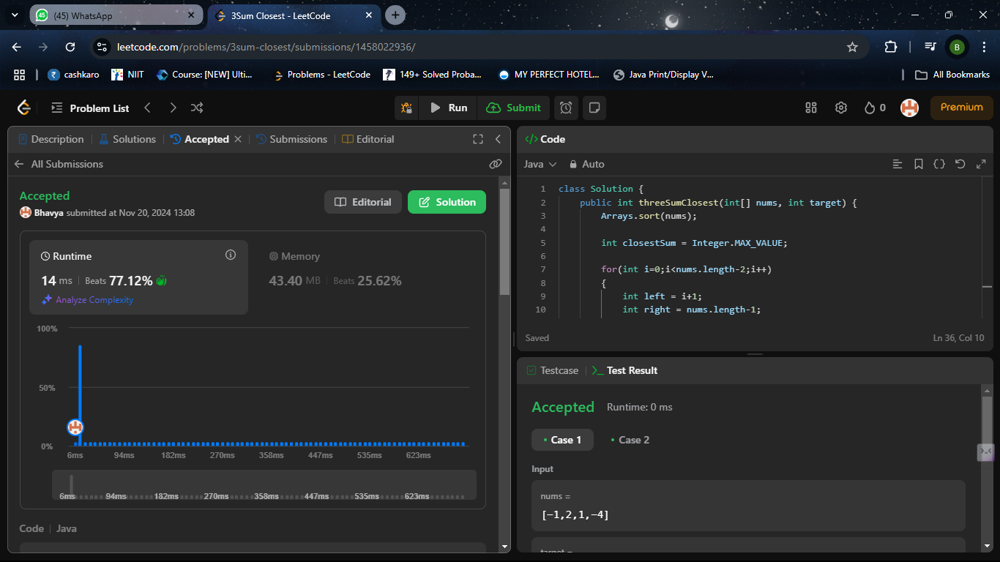 (45) WhatsApp
3Sum Closest - LeetCode
leetcode.com/problems/3sum-closest/submissions/1458022936/
B
cashkaro
NIIT
Course: [NEW] Ulti...
Problems - LeetCode
149+ Solved Proba...
MY PERFECT HOTEL...
Java Print/Display V...
All Bookmarks
Problem List
Run
Submit
0
Premium
Description
Solutions
Accepted
Submissions
Editorial
All Submissions
Accepted
Bhavya submitted at Nov 20, 2024 13:08
Editorial
Solution
Runtime
14 ms
Beats 77.12%
Analyze Complexity
Memory
43.40 MB
Beats 25.62%
100%
50%
0%
6ms 94ms 182ms 270ms 358ms 447ms 535ms 623ms
6ms 94ms 182ms 270ms 358ms 447ms 535ms 623ms
Code
Java
</> Code
Java
Auto
1 class Solution {
2 public int threeSumClosest(int[] nums, int target) {
3 Arrays.sort(nums);
4
5 int closestSum = Integer.MAX_VALUE;
6
7 for(int i=0;i<nums.length-2;i++)
8 {
9 int left = i+1;
10 int right = nums.length-1;
Saved
Ln 36, Col 10
Testcase
Test Result
Accepted
Runtime: 0 ms
Case 1
Case 2
Input
nums =
[-1,2,1,-4]
target =